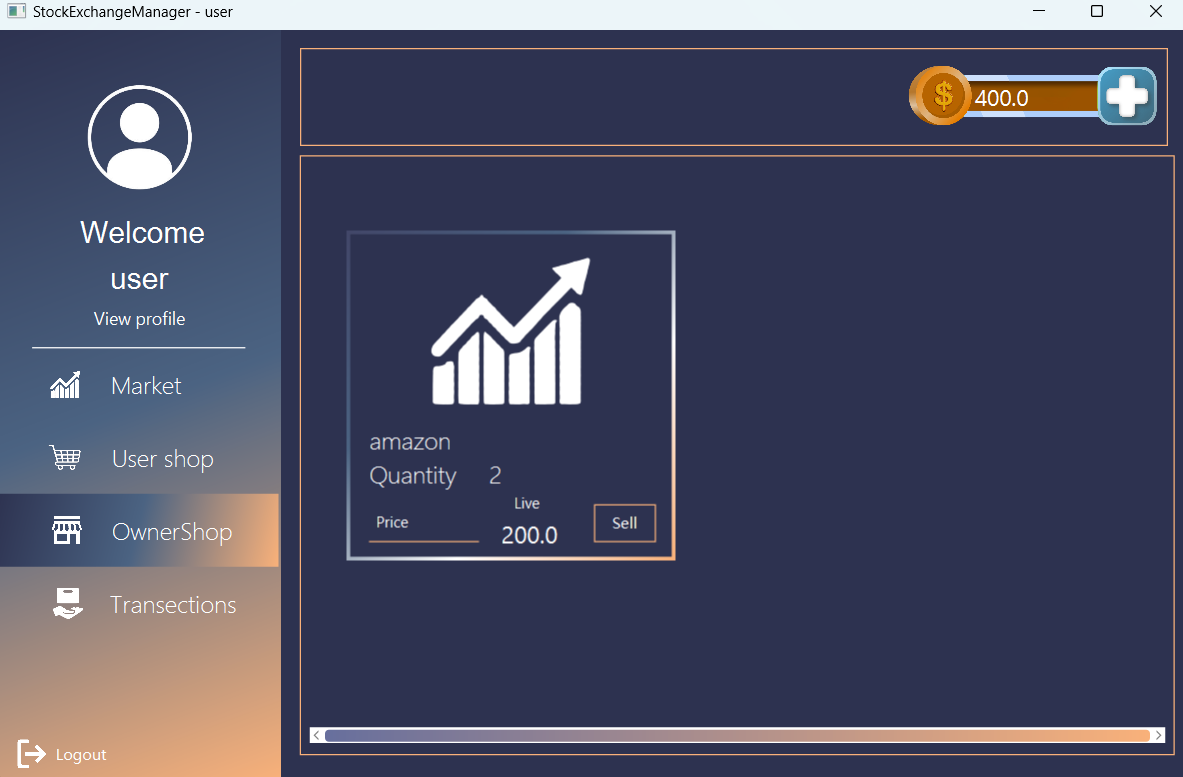 StockExchangeManager - user
$ 400.0
Welcome
user
View profile
Market
User shop
OwnerShop
Transections
Logout
amazon
Quantity 2
Live
Price
200.0
Sell